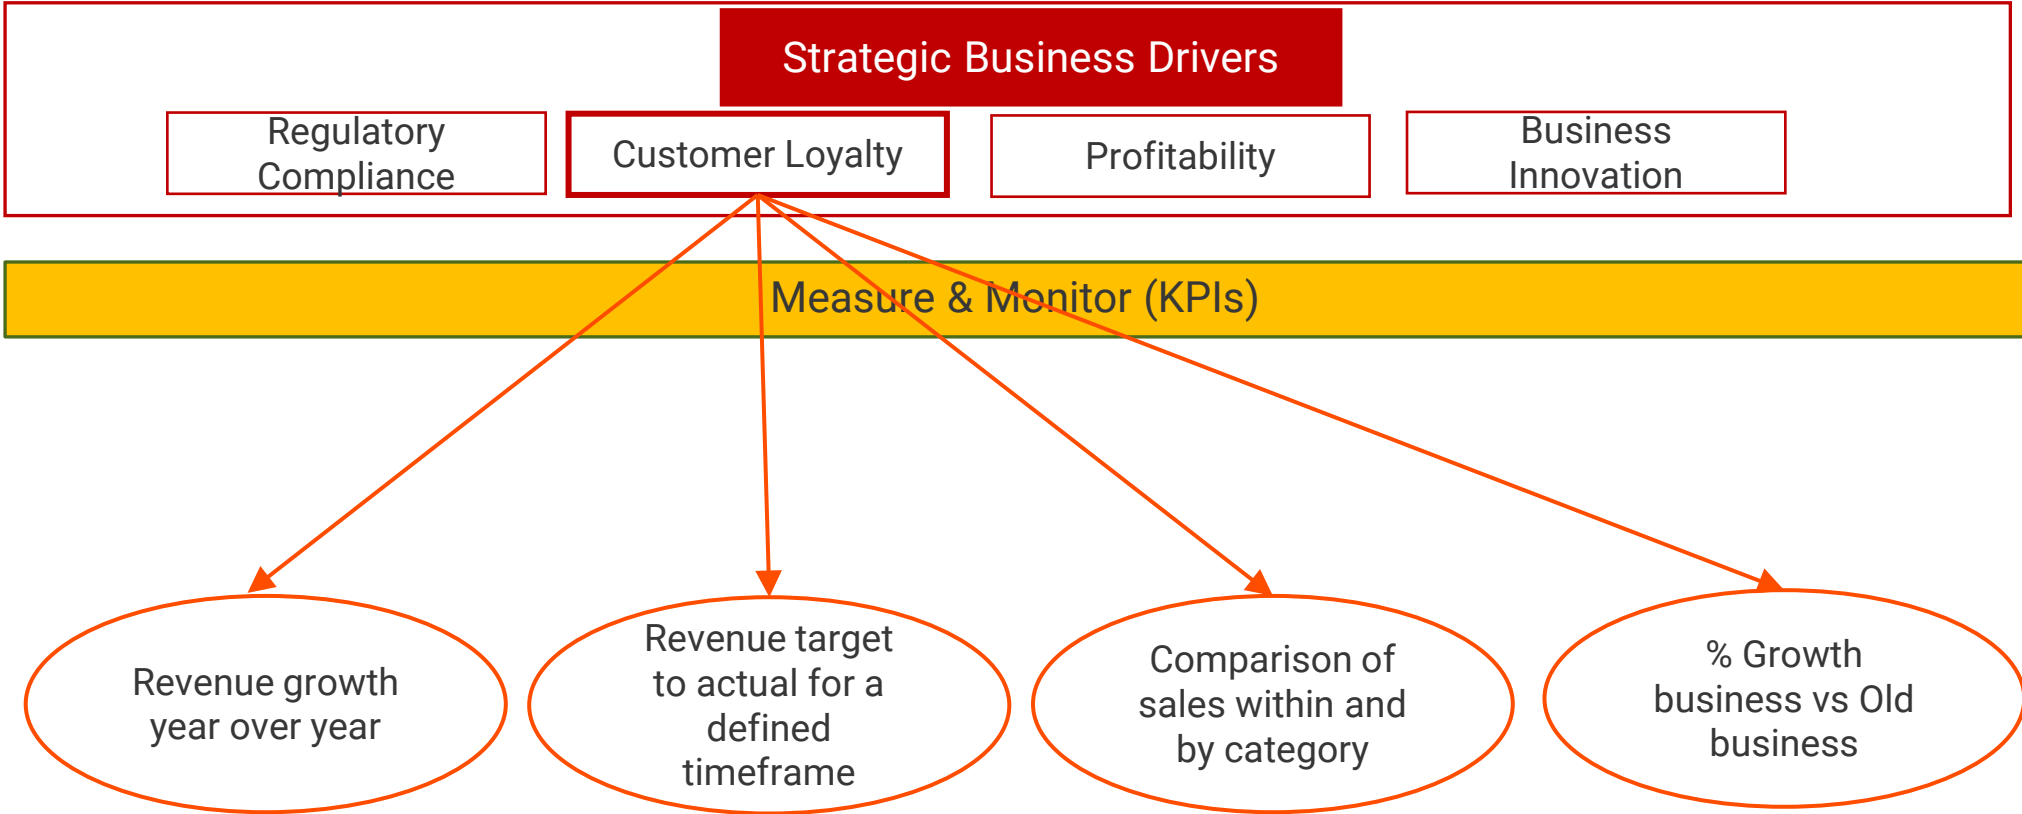 Strategic Business Drivers
Regulatory
Compliance
Customer Loyalty
Profitability
Business
Innovation
Measure & Monitor (KPIs)
Revenue growth
year over year
Revenue target
to actual for a
defined
timeframe
Comparison of
sales within and
by category
% Growth
business vs Old
business